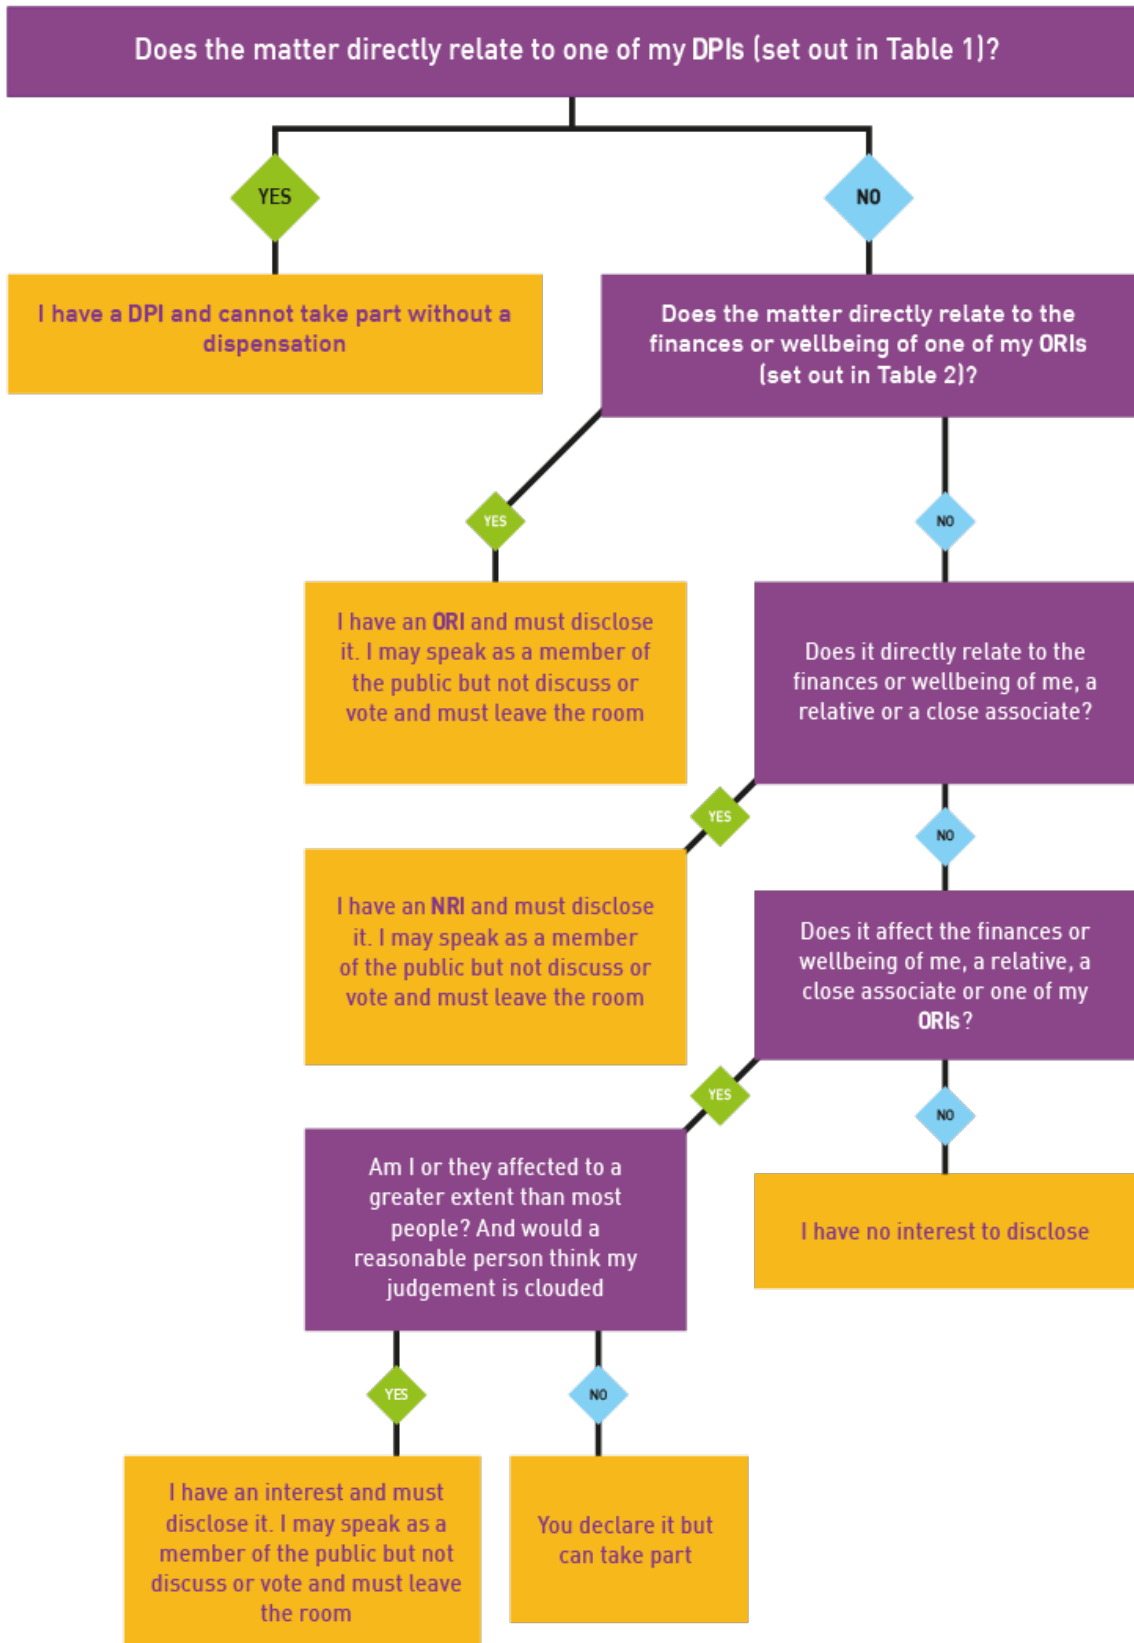 Does the matter directly relate to one of my DPIs (set out in Table 1)?
YES
NO
I have a DPI and cannot take part without a
dispensation
Does the matter directly relate to the
finances or wellbeing of one of my ORIs
(set out in Table 2)?
YES
NO
I have an ORI and must disclose
it. I may speak as a member of
the public but not discuss or
vote and must leave the room
Does it directly relate to the
finances or wellbeing of me, a
relative or a close associate?
YES
NO
I have an NRI and must disclose
it. I may speak as a member
of the public but not discuss or
vote and must leave the room
Does it affect the finances or
wellbeing of me, a relative, a
close associate or one of my
ORIs?
YES
NO
Am I or they affected to a
greater extent than most
people? And would a
reasonable person think my
judgement is clouded
I have no interest to disclose
YES
NO
I have an interest and must
disclose it. I may speak as a
member of the public but not
discuss or vote and must leave
the room
You declare it but
can take part